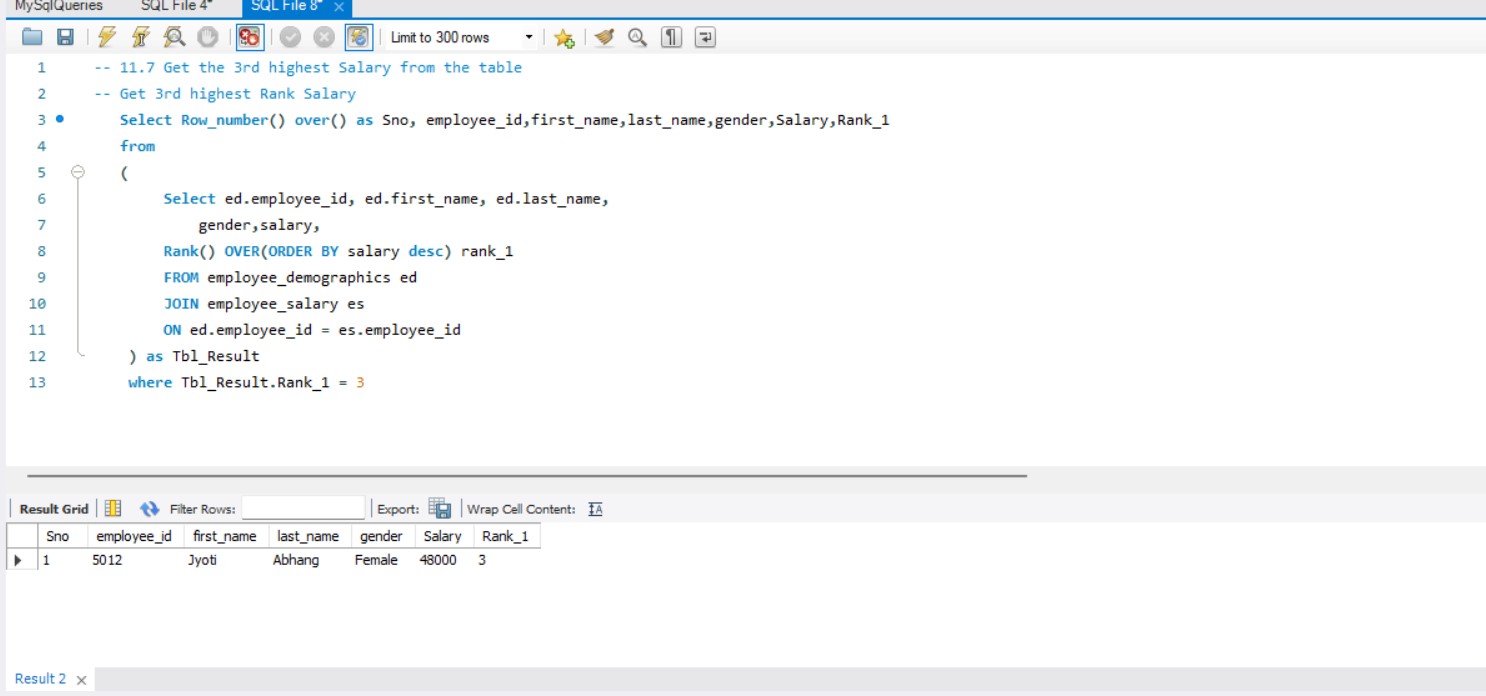 MySqlQueries SQL File 4* SQL File 8* ×
Limit to 300 rows
1 -- 11.7 Get the 3rd highest Salary from the table
2 -- Get 3rd highest Rank Salary
3 Select Row_number() over() as Sno, employee_id,first_name,last_name,gender,Salary,Rank_1
4 from
5 (
6 Select ed.employee_id, ed.first_name, ed.last_name,
7 gender,salary,
8 Rank() OVER(ORDER BY salary desc) rank_1
9 FROM employee_demographics ed
10 JOIN employee_salary es
11 ON ed.employee_id = es.employee_id
12 ) as Tbl_Result
13 where Tbl_Result.Rank_1 = 3
Result Grid Filter Rows: Export: Wrap Cell Content: IA
Sno employee_id first_name last_name gender Salary Rank_1
1 5012 Jyoti Abhang Female 48000 3
Result 2 ×